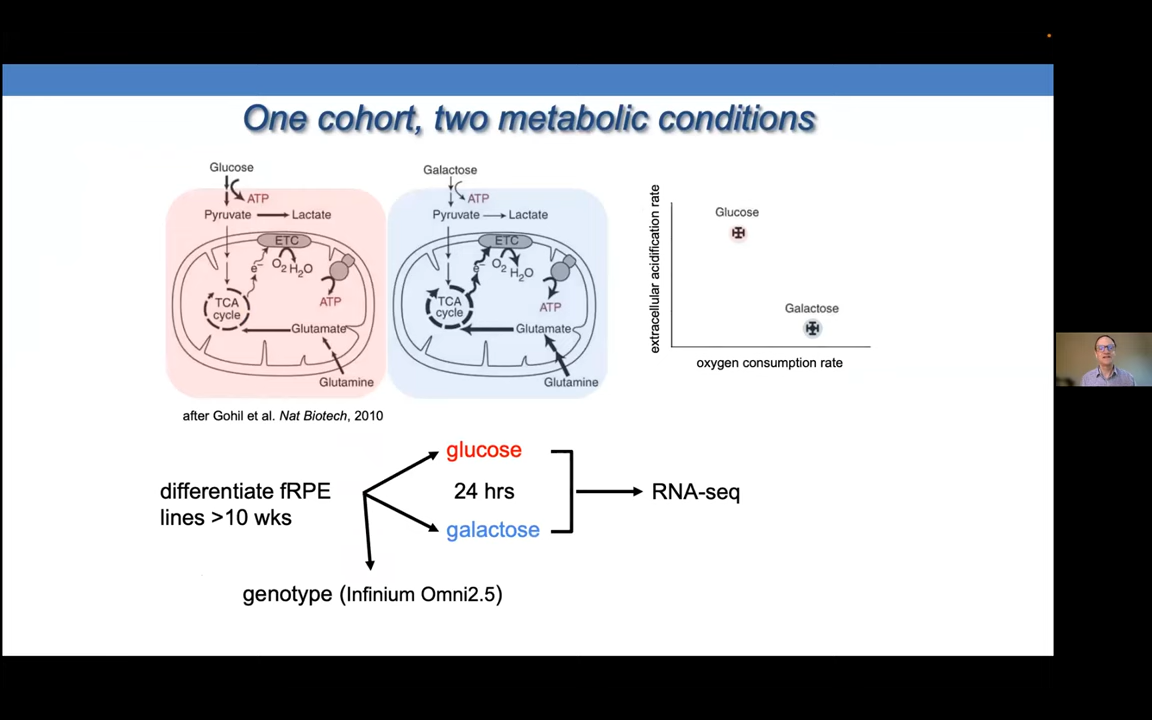 One cohort, two metabolic conditions
Glucose
ATP
Pyruvate
Lactate
ETC
e-
O2
H2O
TCA
cycle
ATP
Glutamate
Glutamine
Galactose
ATP
Pyruvate
Lactate
ETC
e-
O2
H2O
TCA
cycle
ATP
Glutamate
Glutamine
after Gohil et al. Nat Biotech, 2010
extracellular acidification rate
Glucose
Galactose
oxygen consumption rate
differentiate fRPE
lines >10 wks
glucose
24 hrs
galactose
RNA-seq
genotype (Infinium Omni2.5)